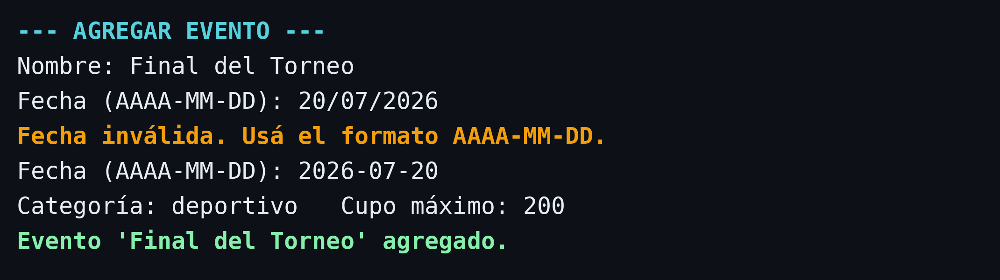 --- AGREGAR EVENTO ---
Nombre: Final del Torneo
Fecha (AAAA-MM-DD): 20/07/2026
Fecha inválida. Usá el formato AAAA-MM-DD.
Fecha (AAAA-MM-DD): 2026-07-20
Categoría: deportivo   Cupo máximo: 200
Evento 'Final del Torneo' agregado.